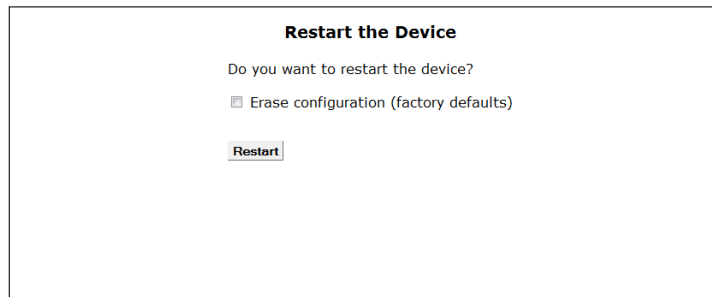 Restart the Device
Do you want to restart the device?
Erase configuration (factory defaults)
Restart